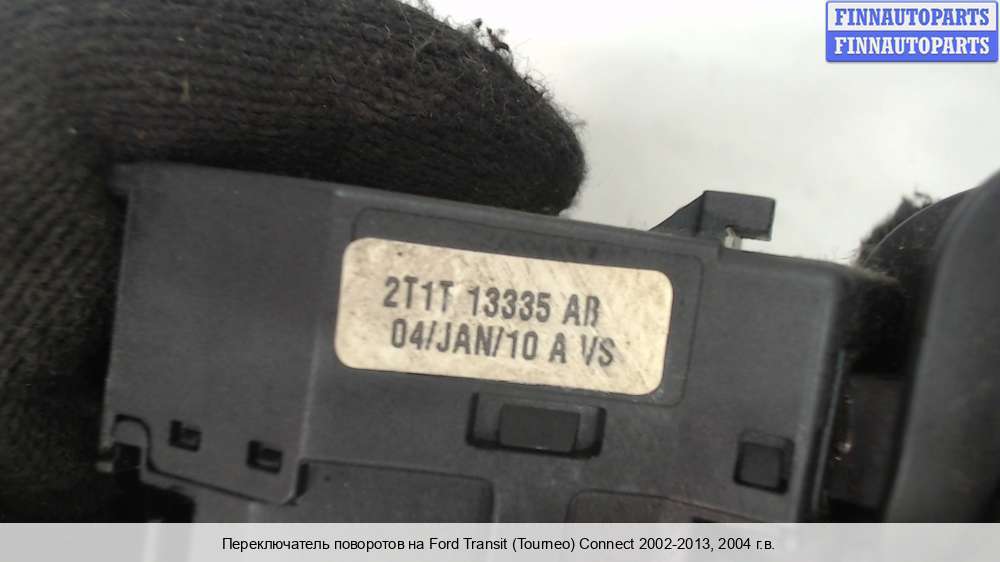 FINNAUTOPARTS
FINNAUTOPARTS
2T1T 13335 AB
04/JAN/10 A VS
Переключатель поворотов на Ford Transit (Tourneo) Connect 2002-2013, 2004 г.в.